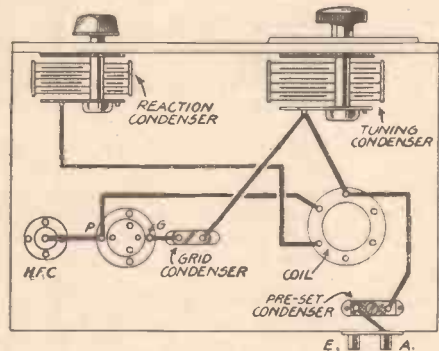 REACTION
CONDENSER
TUNING
CONDENSER
P
G
H.F.C
GRID
CONDENSER
COIL
PRE-SET
CONDENSER
E. A.